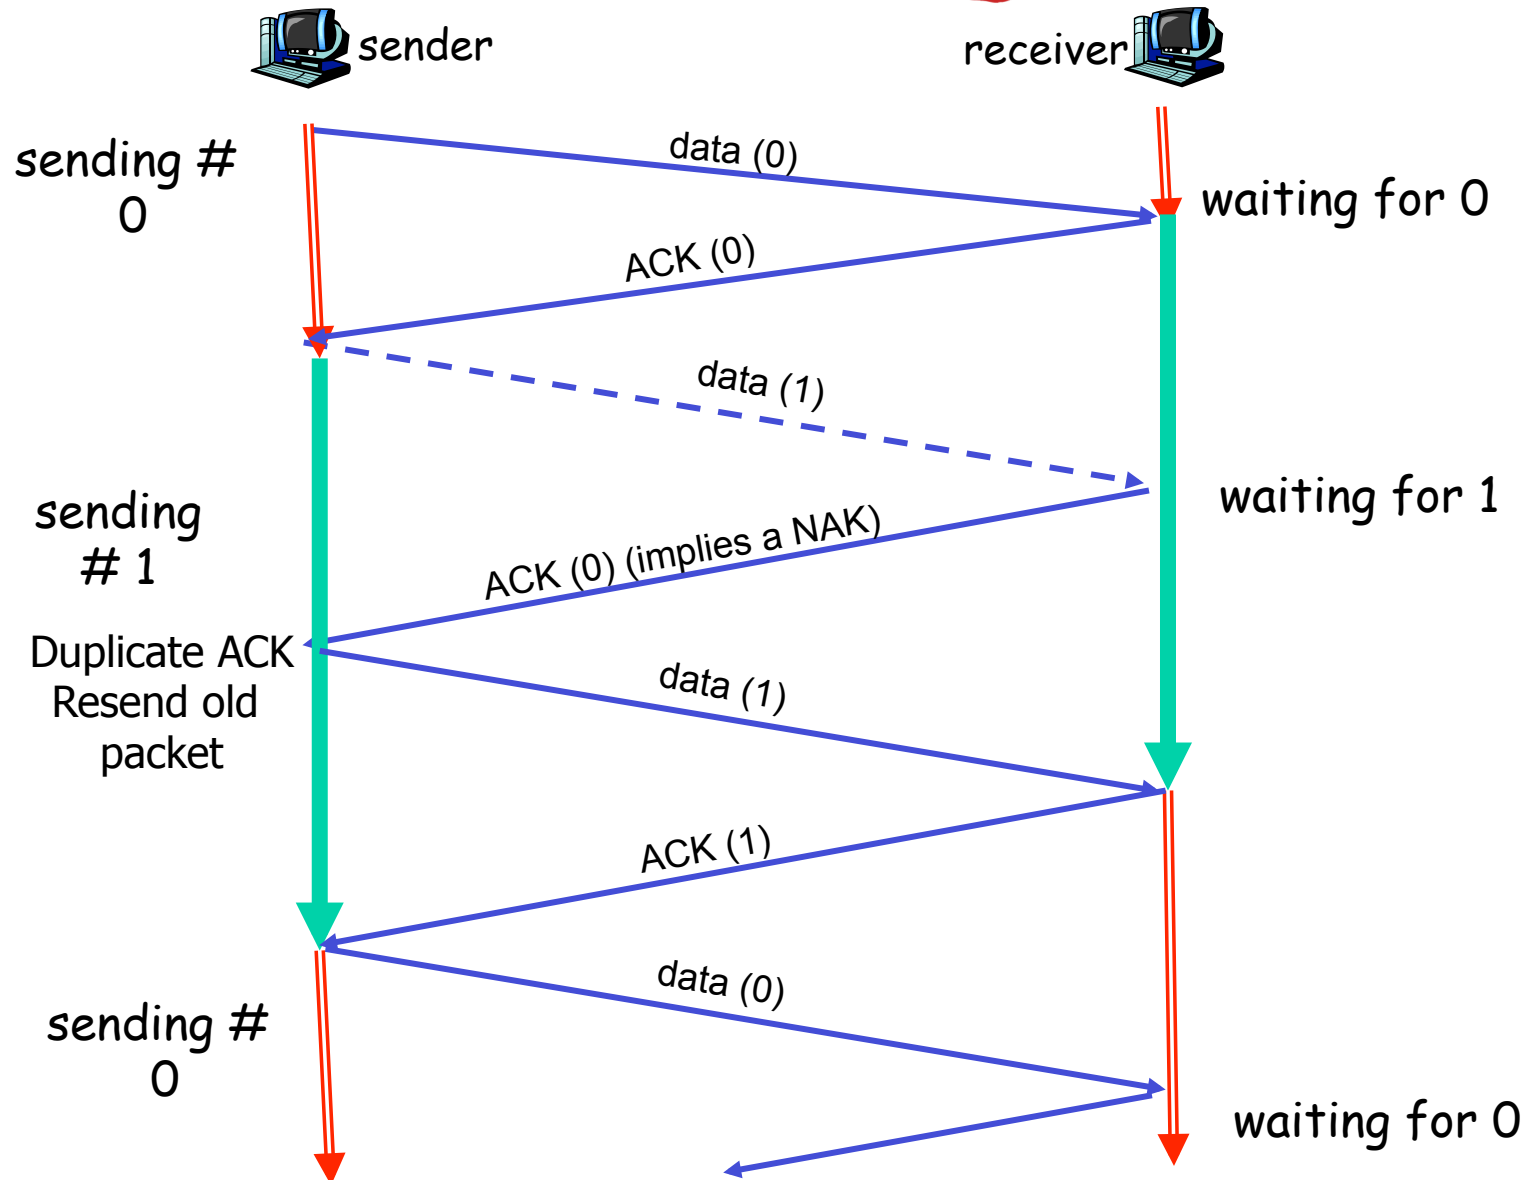 sender
receiver
data (0)
sending #
0
waiting for 0
ACK (0)
data (1)
sending
# 1
waiting for 1
ACK (0) (implies a NAK)
Duplicate ACK
Resend old
packet
data (1)
ACK (1)
data (0)
sending #
0
waiting for 0